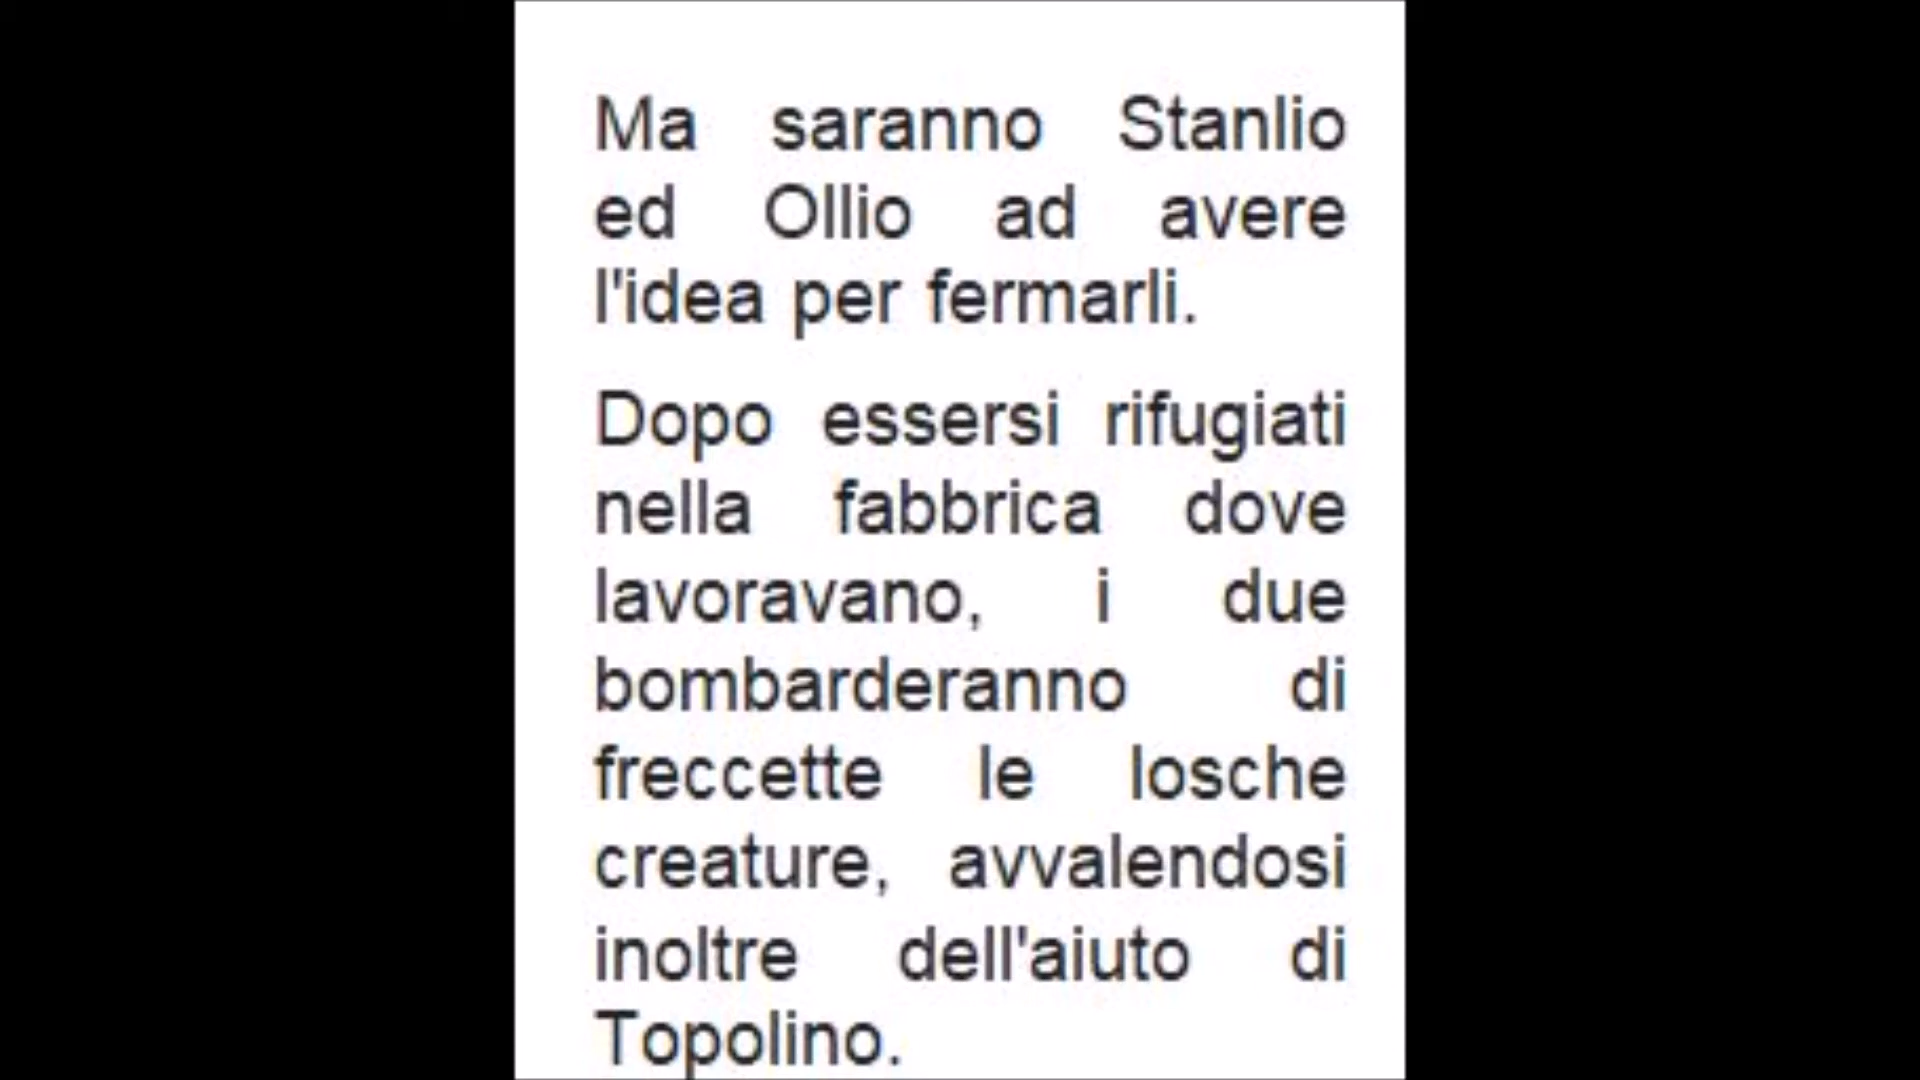 Ma saranno Stanlio
ed Ollio ad avere
l'idea per fermarli.
Dopo essersi rifugiati
nella fabbrica dove
lavoravano, i due
bombarderanno di
freccette le losche
creature, avvalendosi
inoltre dell'aiuto di
Topolino.